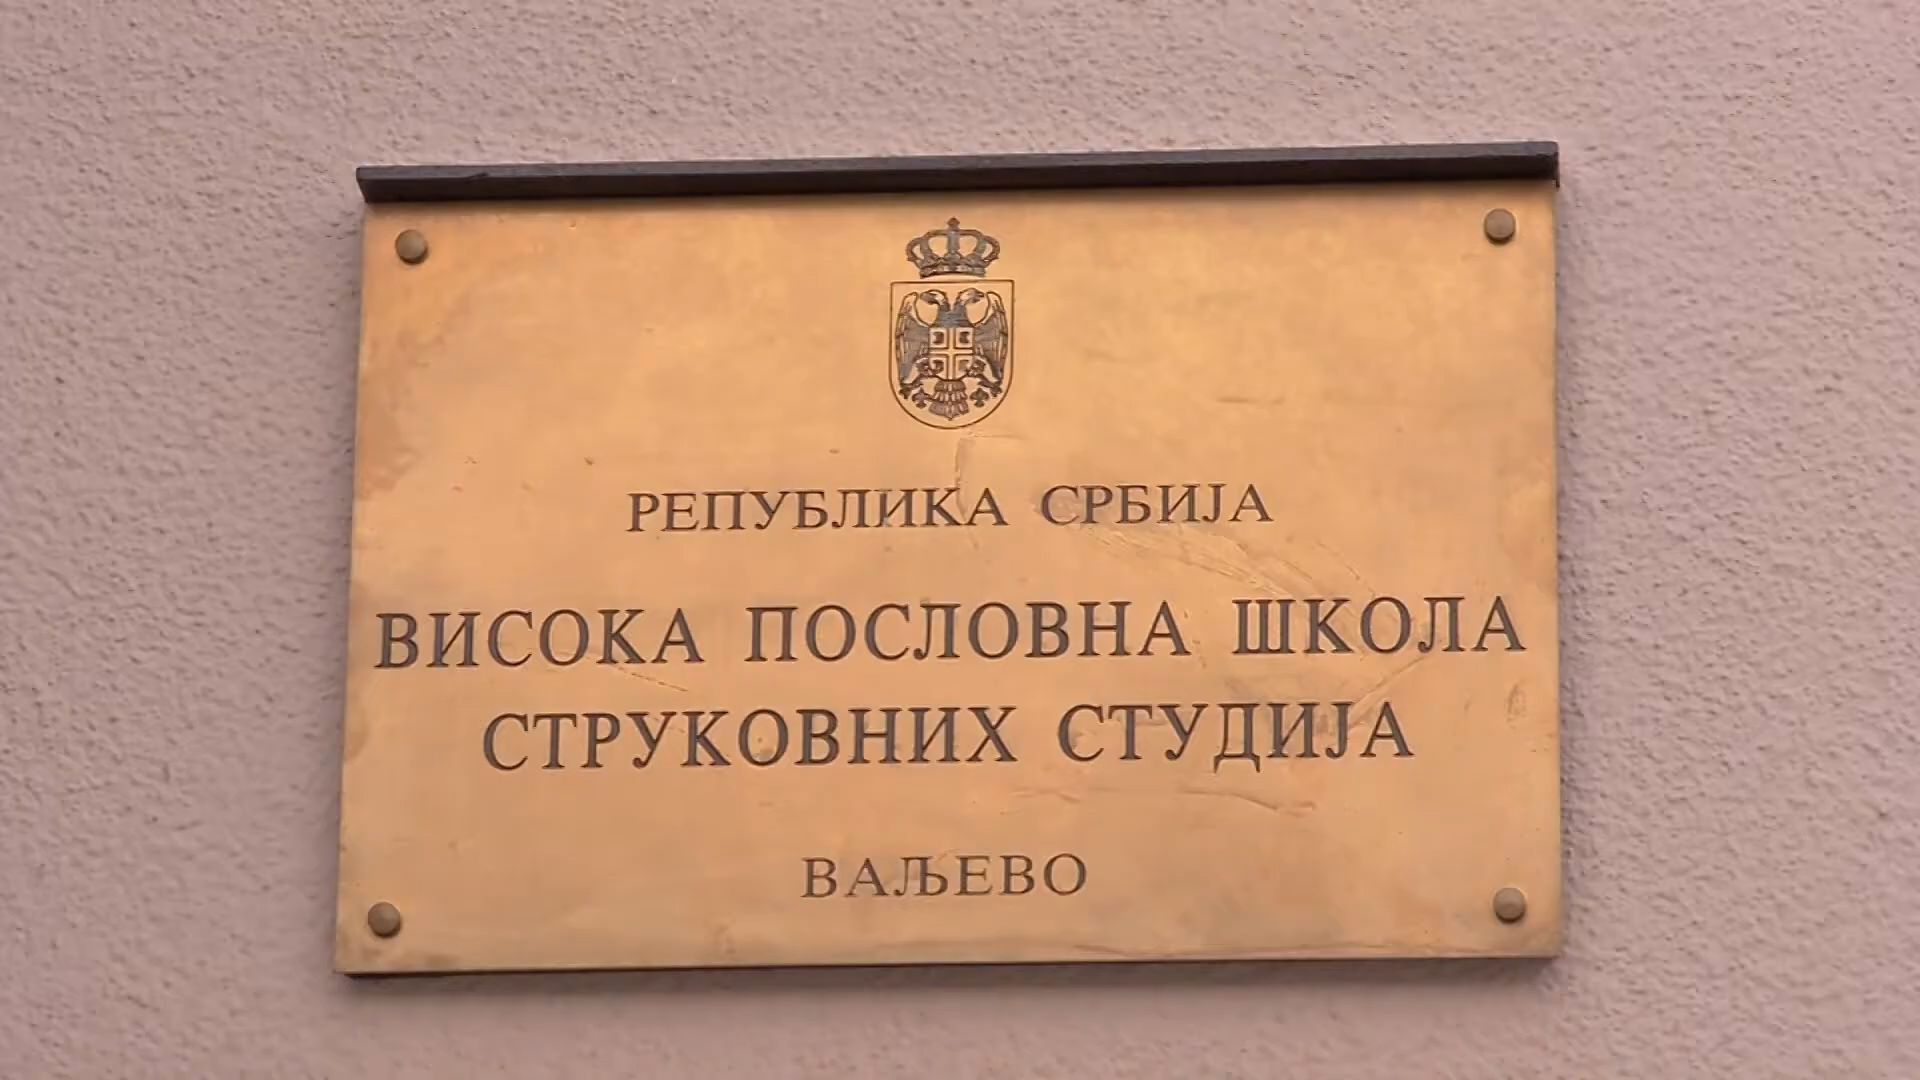 РЕПУБЛИКА СРБИЈА
ВИСОКА ПОСЛОВНА ШКОЛА
СТРУКОВНИХ СТУДИЈА
ВАЉЕВО